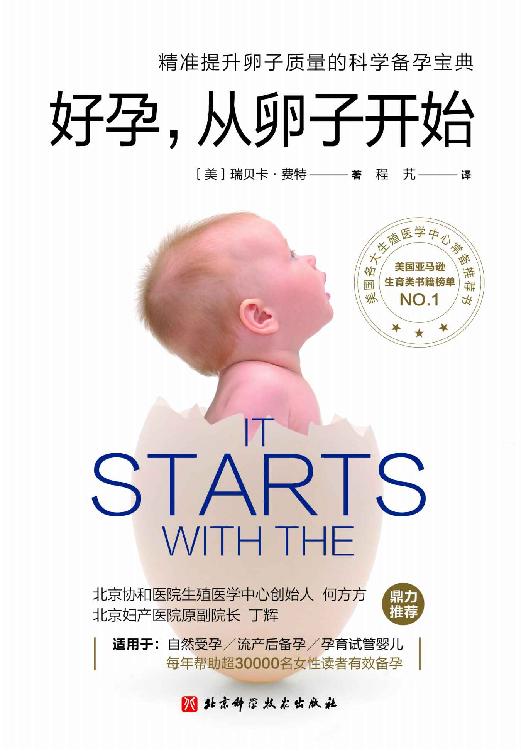 精准提升卵子质量的科学备孕宝典
好孕，从卵子开始
［美］瑞贝卡·费特——著 程 艽——译
美国各大生殖医学中心常备推荐书
美国亚马逊
生育类书籍榜单
NO.1
IT
STARTS
WITH THE
北京协和医院生殖医学中心创始人 何方方
北京妇产医院原副院长 丁辉
鼎力
推荐
适用于：自然受孕／流产后备孕／孕育试管婴儿
每年帮助超30000名女性读者有效备孕
北京科学技术出版社